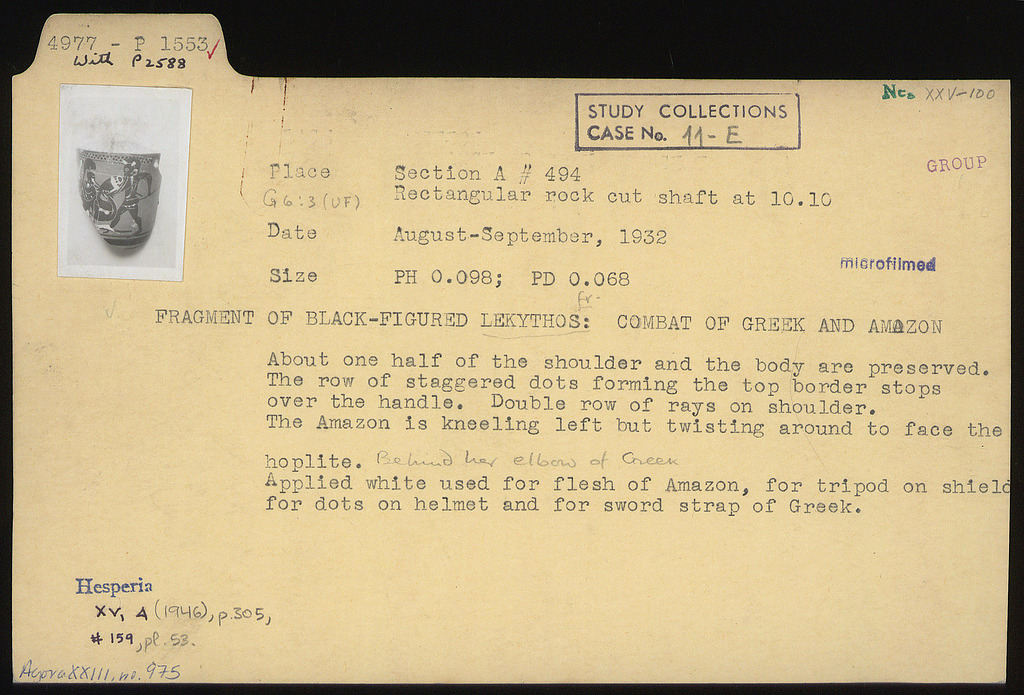 4977 - P 1553 ✓
With P2588
Neg XXV-100
STUDY COLLECTIONS
CASE No. 11-E
GROUP
Place Section A # 494
G 6:3 (UF) Rectangular rock cut shaft at 10.10
Date August-September, 1932
microfilmed
Size PH 0.098; PD 0.068
fr.
FRAGMENT OF BLACK-FIGURED LEKYTHOS: COMBAT OF GREEK AND AMAZON
About one half of the shoulder and the body are preserved.
The row of staggered dots forming the top border stops
over the handle. Double row of rays on shoulder.
The Amazon is kneeling left but twisting around to face the
hoplite. Behind her elbow of Greek
Applied white used for flesh of Amazon, for tripod on shield
for dots on helmet and for sword strap of Greek.
Hesperia
XV, 4 (1946), p.305,
# 159, pl. 53.
Agora XXIII, no. 975